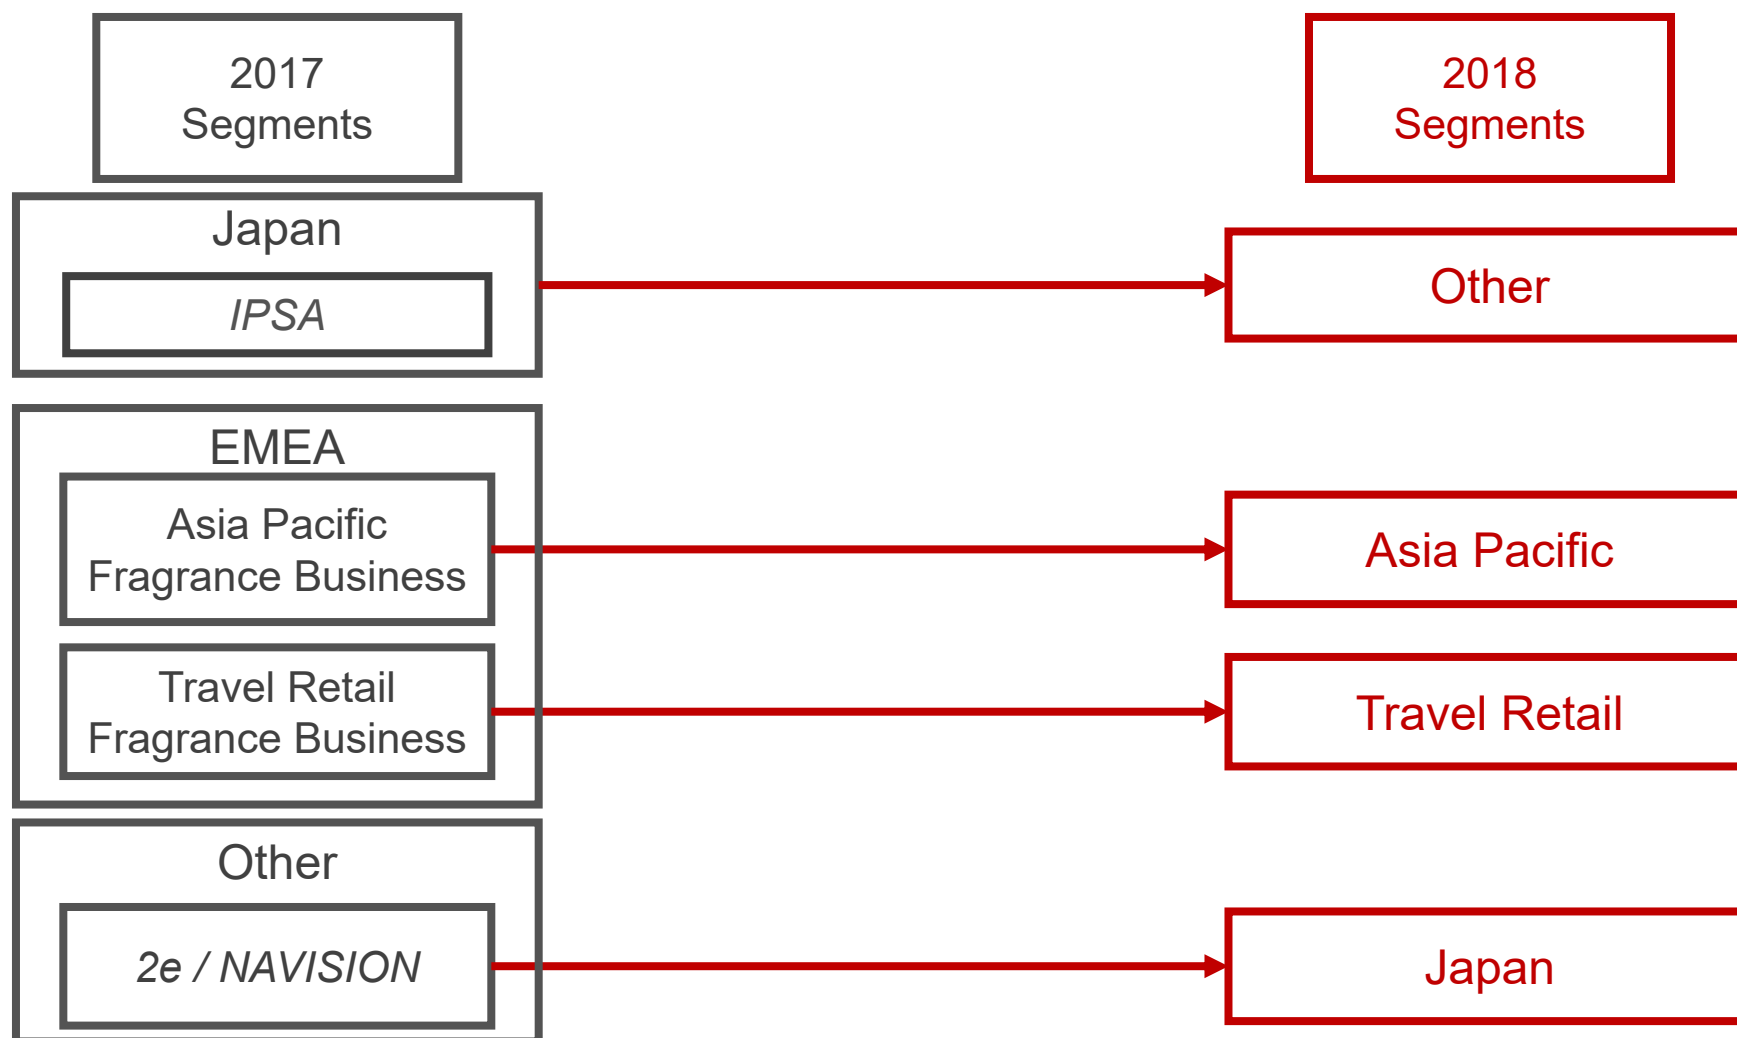 2017
Segments
2018
Segments
Japan
IPSA
Other
EMEA
Asia Pacific
Fragrance Business
Asia Pacific
Travel Retail
Fragrance Business
Travel Retail
Other
2e / NAVISION
Japan